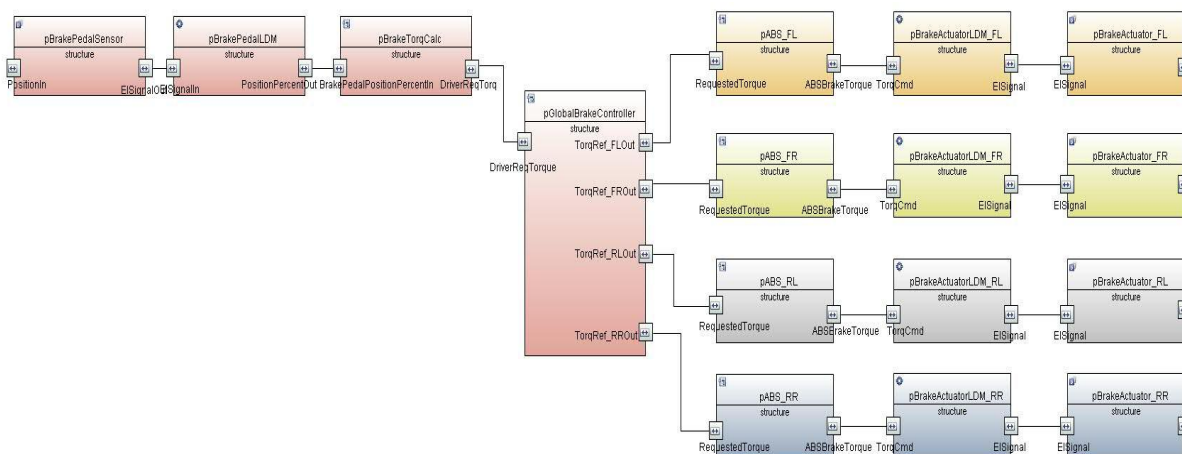 pBrakePedalSensor
structure
PositionIn
ElSignalO
pBrakePedalLDM
structure
ElSignalIn
PositionPercentOut
pBrakeTorqCalc
structure
BrakePedalPositionPercentIn
DriverReqTorq
pGlobalBrakeController
structure
DriverReqTorque
TorqRef_FLOut
TorqRef_FROut
TorqRef_RLOut
TorqRef_RROut
pABS_FL
structure
RequestedTorque
ABSBrakeTorque
pBrakeActuatorLDM_FL
structure
TorqCmd
ElSignal
pBrakeActuator_FL
structure
ElSignal
pABS_FR
structure
RequestedTorque
ABSBrakeTorque
pBrakeActuatorLDM_FR
structure
TorqCmd
ElSignal
pBrakeActuator_FR
structure
ElSignal
pABS_RL
structure
RequestedTorque
ABSBrakeTorque
pBrakeActuatorLDM_RL
structure
TorqCmd
ElSignal
pBrakeActuator_RL
structure
ElSignal
pABS_RR
structure
RequestedTorque
ABSBrakeTorque
pBrakeActuatorLDM_RR
structure
TorqCmd
ElSignal
pBrakeActuator_RR
structure
ElSignal